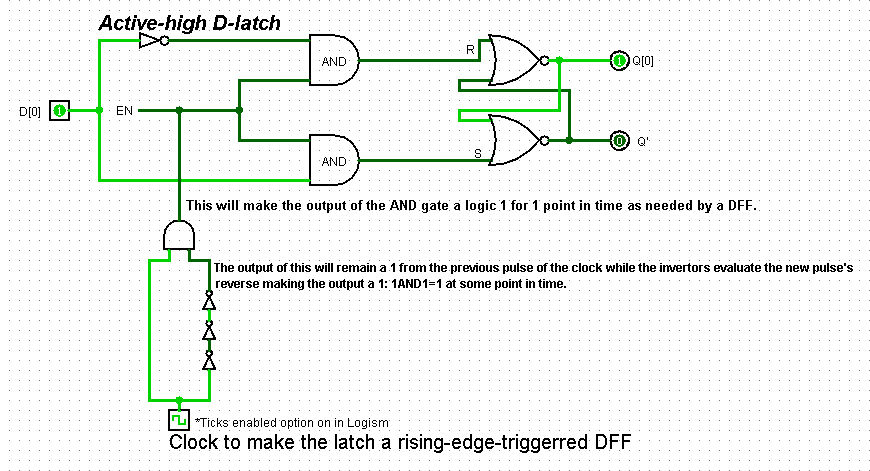 Active-high D-latch
R
AND
Q[0]
D[0]
EN
AND
S
Q'
This will make the output of the AND gate a logic 1 for 1 point in time as needed by a DFF.
The output of this will remain a 1 from the previous pulse of the clock while the invertors evaluate the new pulse's
reverse making the output a 1: 1AND1=1 at some point in time.
*Ticks enabled option on in Logism
Clock to make the latch a rising-edge-triggerred DFF
1
1
0